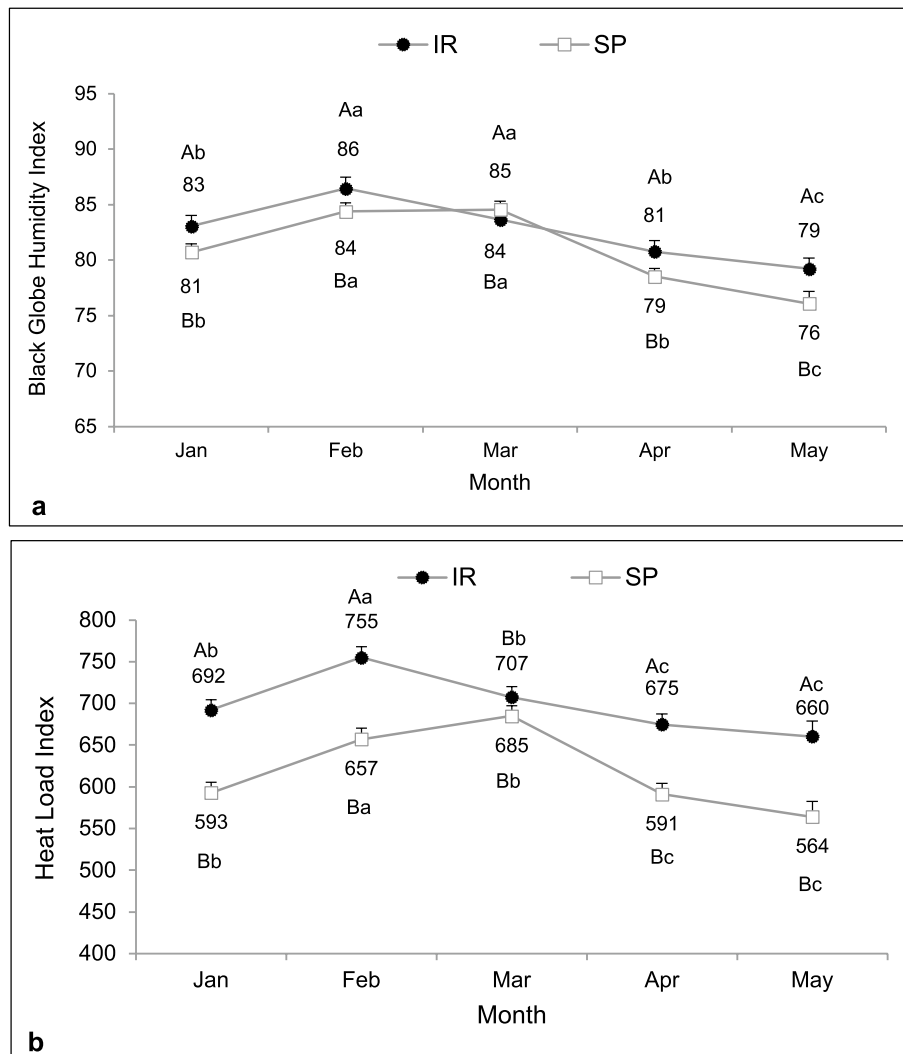 IR SP
Black Globe Humidity Index
95
90
85
80
75
70
65
Ab
83
Aa
86
Aa
85
Ab
81
Ac
79
81
Bb
84
Ba
84
Ba
79
Bb
76
Bc
Jan Feb Mar Apr May
Month
a
IR SP
Heat Load Index
800
750
700
650
600
550
500
450
400
Ab
692
Aa
755
Bb
707
Ac
675
Ac
660
593
Bb
657
Ba
685
Bb
591
Bc
564
Bc
Jan Feb Mar Apr May
Month
b